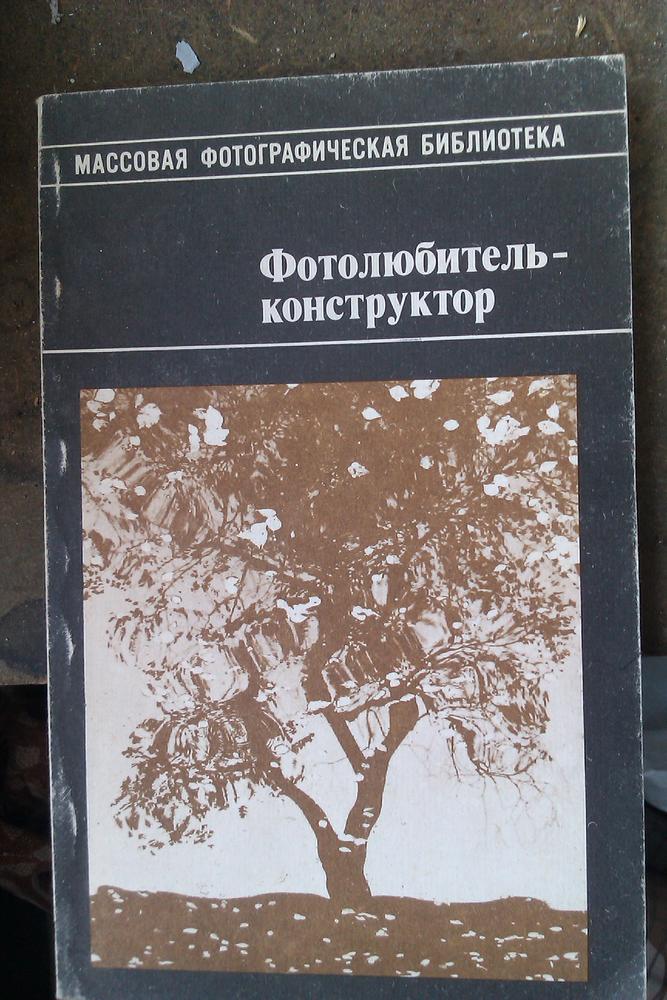 МАССОВАЯ ФОТОГРАФИЧЕСКАЯ БИБЛИОТЕКА
Фотолюбитель-
конструктор